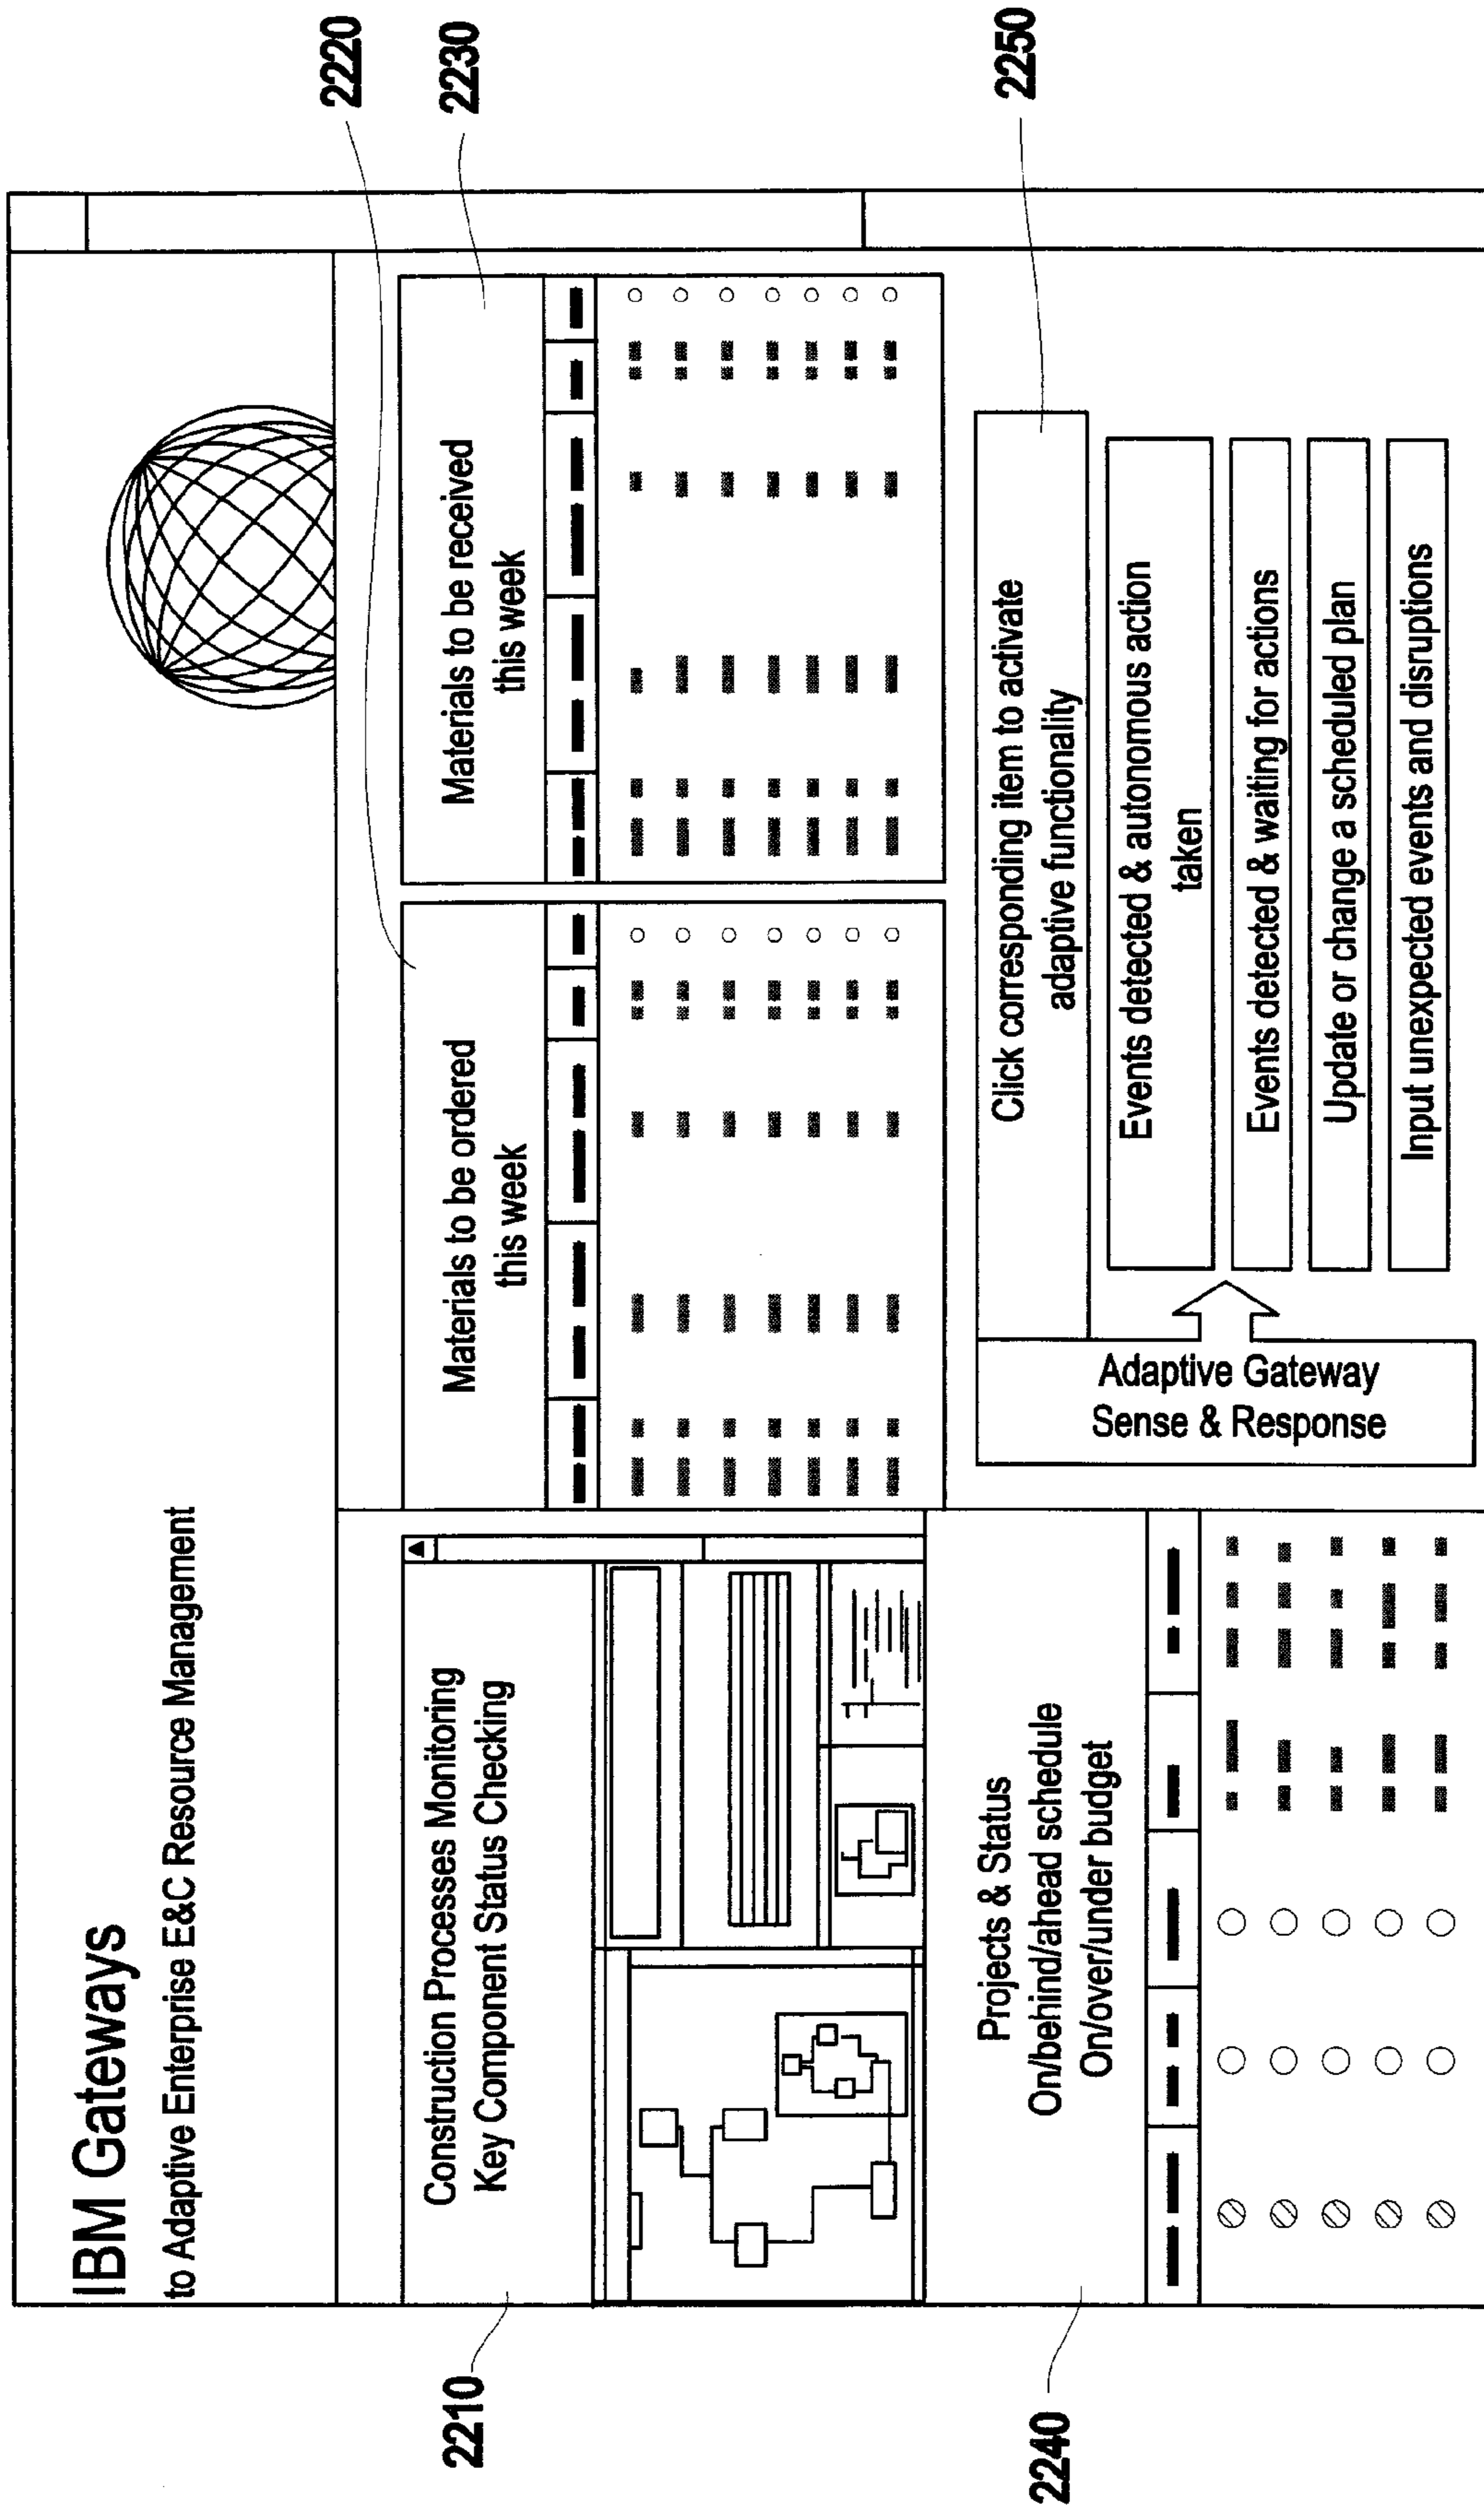 IBM Gateways
to Adaptive Enterprise E&C Resource Management
2210
Construction Processes Monitoring
Key Component Status Checking
2220
Materials to be ordered
this week
2230
Materials to be received
this week
2240
Projects & Status
On/behind/ahead schedule
On/over/under budget
Adaptive Gateway
Sense & Response
2250
Click corresponding item to activate
adaptive functionality
Events detected & autonomous action
taken
Events detected & waiting for actions
Update or change a scheduled plan
Input unexpected events and disruptions